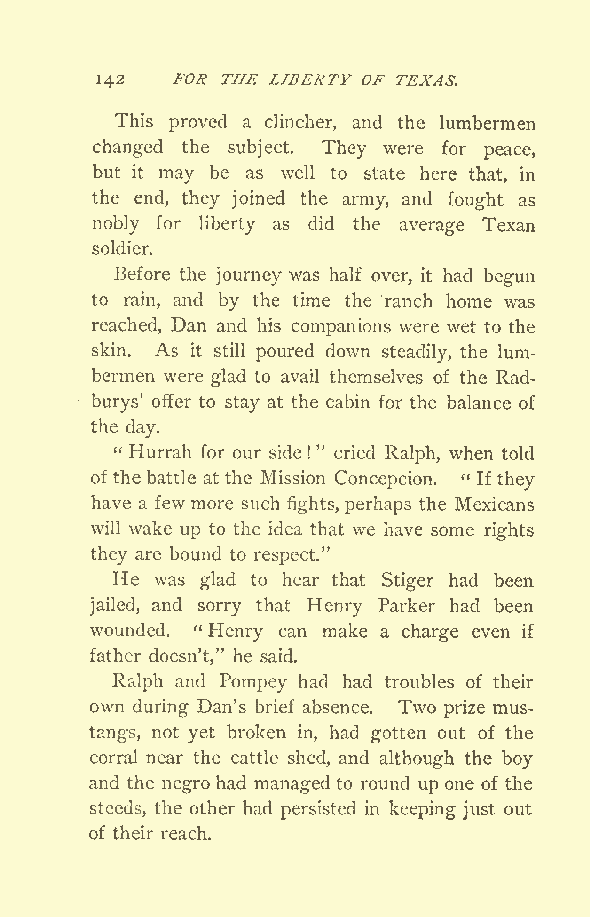 142 FOR THE LIBERTY OF TEXAS.
This proved a clincher, and the lumbermen
changed the subject. They were for peace,
but it may be as well to state here that, in
the end, they joined the army, and fought as
nobly for liberty as did the average Texan
soldier.
Before the journey was half over, it had begun
to rain, and by the time the ranch home was
reached, Dan and his companions were wet to the
skin. As it still poured down steadily, the lum-
bermen were glad to avail themselves of the Rad-
burys' offer to stay at the cabin for the balance of
the day.
“Hurrah for our side!” cried Ralph, when told
of the battle at the Mission Concepcion. “If they
have a few more such fights, perhaps the Mexicans
will wake up to the idea that we have some rights
they are bound to respect.”
He was glad to hear that Stiger had been
jailed, and sorry that Henry Parker had been
wounded. “Henry can make a charge even if
father doesn't,” he said.
Ralph and Pompey had had troubles of their
own during Dan's brief absence. Two prize mus-
tangs, not yet broken in, had gotten out of the
corral near the cattle shed, and although the boy
and the negro had managed to round up one of the
steeds, the other had persisted in keeping just out
of their reach.